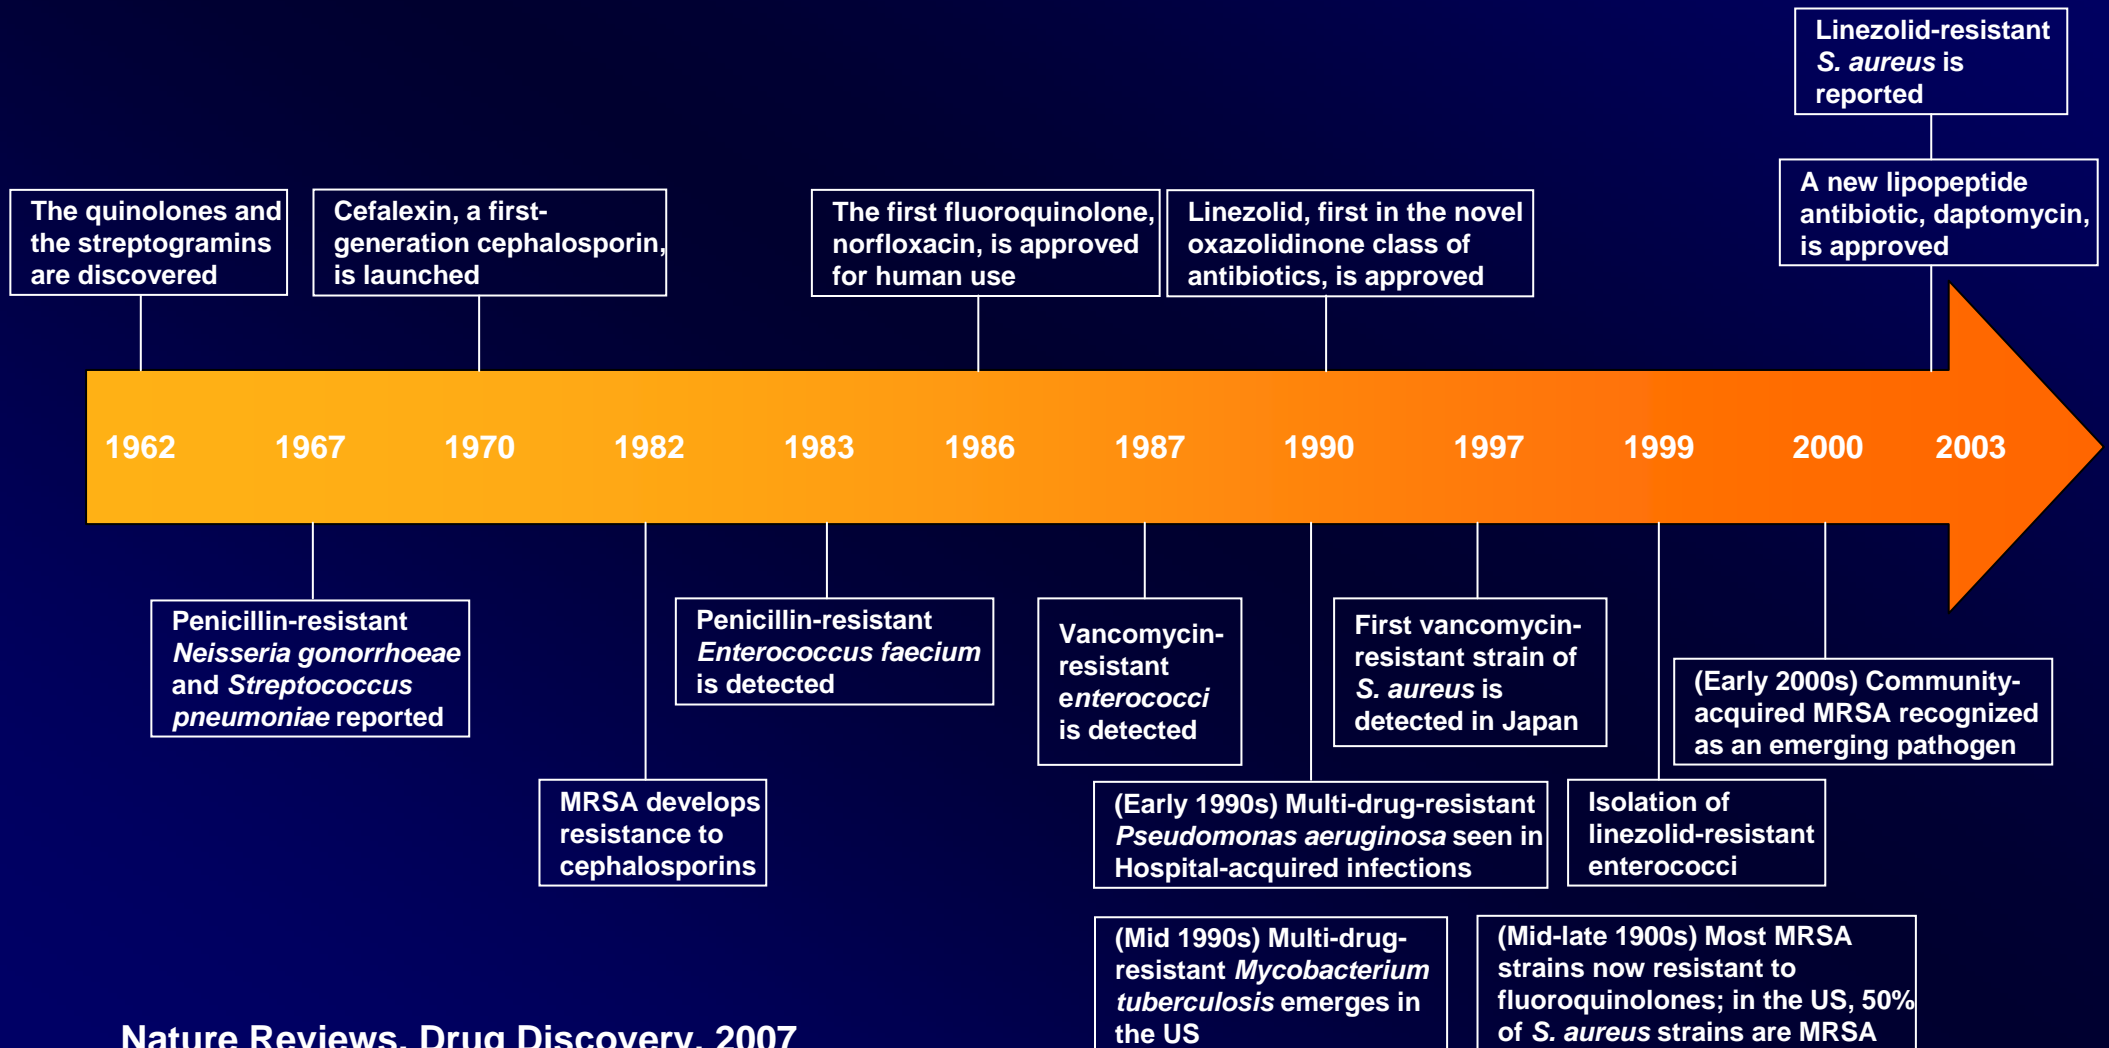 Linezolid-resistant
S. aureus is
reported
A new lipopeptide
antibiotic, daptomycin,
is approved
The quinolones and
the streptogramins
are discovered
Cefalexin, a first-
generation cephalosporin,
is launched
The first fluoroquinolone,
norfloxacin, is approved
for human use
Linezolid, first in the novel
oxazolidinone class of
antibiotics, is approved
1962 1967 1970 1982 1983 1986 1987 1990 1997 1999 2000 2003
Penicillin-resistant
Neisseria gonorrhoeae
and Streptococcus
pneumoniae reported
MRSA develops
resistance to
cephalosporins
Penicillin-resistant
Enterococcus faecium
is detected
Vancomycin-
resistant
enterococci
is detected
(Early 1990s) Multi-drug-resistant
Pseudomonas aeruginosa seen in
Hospital-acquired infections
(Mid 1990s) Multi-drug-
resistant Mycobacterium
tuberculosis emerges in
the US
First vancomycin-
resistant strain of
S. aureus is
detected in Japan
Isolation of
linezolid-resistant
enterococci
(Mid-late 1900s) Most MRSA
strains now resistant to
fluoroquinolones; in the US, 50%
of S. aureus strains are MRSA
(Early 2000s) Community-
acquired MRSA recognized
as an emerging pathogen
Nature Reviews, Drug Discovery, 2007